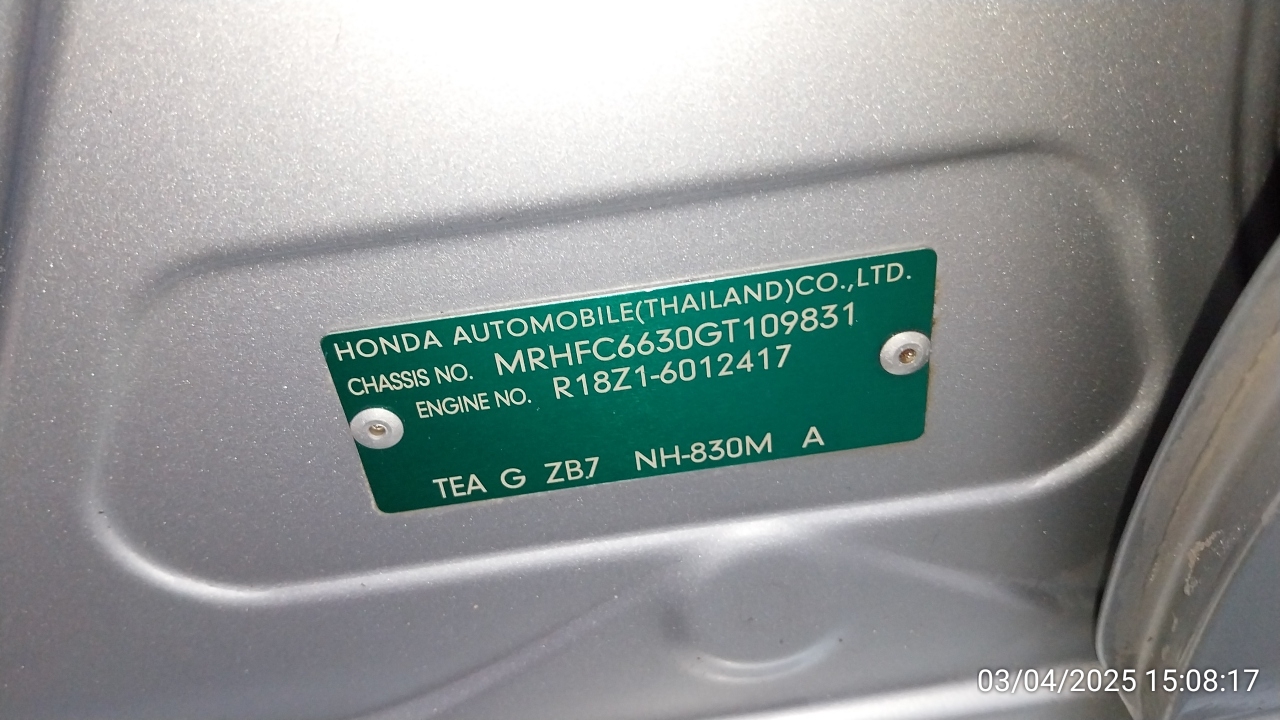 HONDA AUTOMOBILE(THAILAND)CO.,LTD.
CHASSIS NO. MRHFC6630GT109831
ENGINE NO. R18Z1-6012417
TEA G ZB7 NH-830M A
03/04/2025 15:08:17